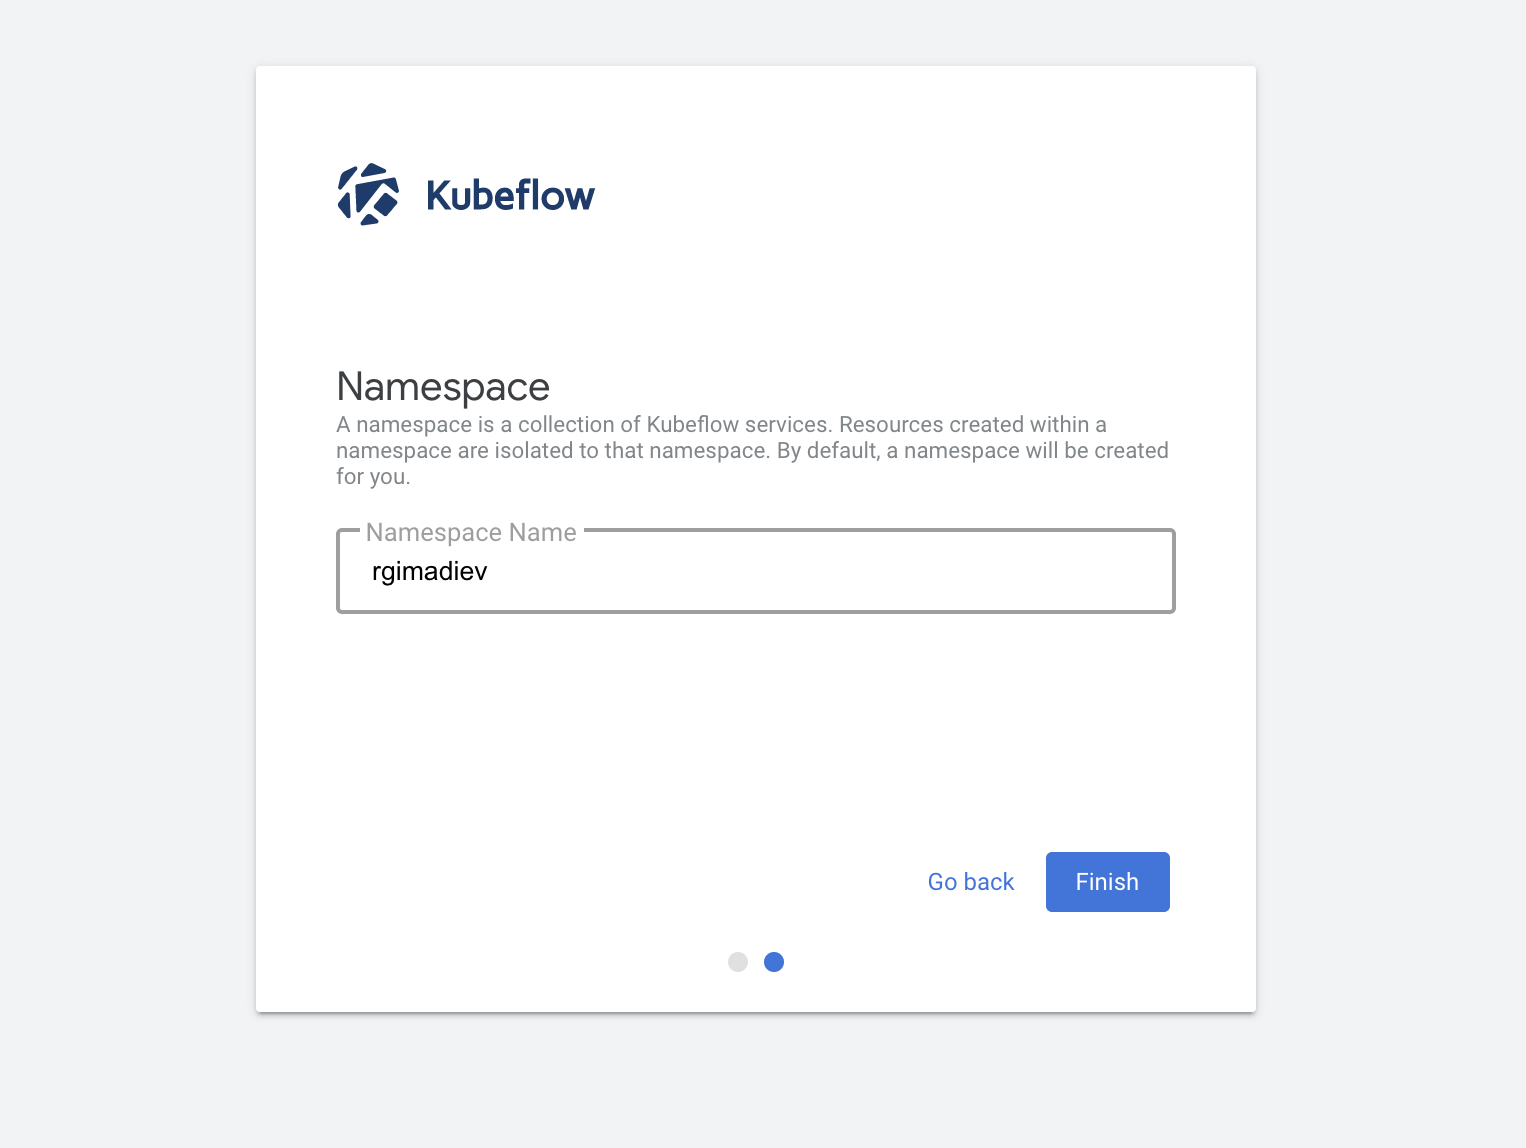 Kubeflow
Namespace
A namespace is a collection of Kubeflow services. Resources created within a
namespace are isolated to that namespace. By default, a namespace will be created
for you.
Namespace Name
rgimadiev
Go back
Finish